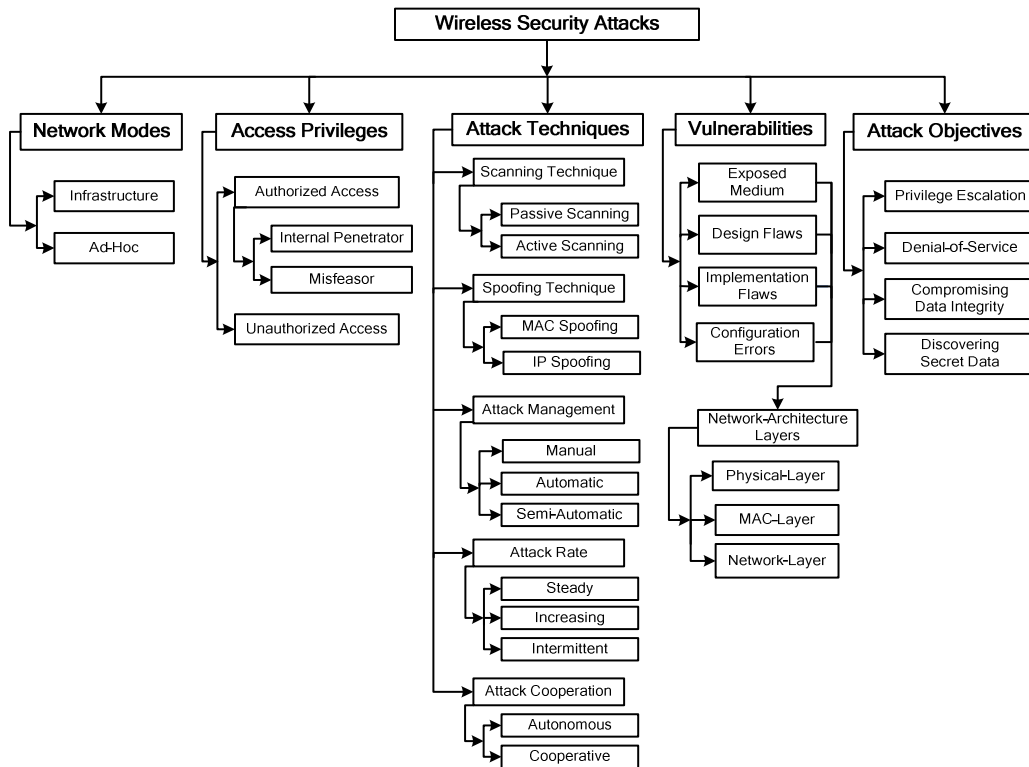 Wireless Security Attacks
Network Modes
Infrastructure
Ad-Hoc
Access Privileges
Authorized Access
Internal Penetrator
Misfeasor
Unauthorized Access
Attack Techniques
Scanning Technique
Passive Scanning
Active Scanning
Spoofing Technique
MAC Spoofing
IP Spoofing
Attack Management
Manual
Automatic
Semi-Automatic
Attack Rate
Steady
Increasing
Intermittent
Attack Cooperation
Autonomous
Cooperative
Vulnerabilities
Exposed
Medium
Design Flaws
Implementation
Flaws
Configuration
Errors
Network-Architecture
Layers
Physical-Layer
MAC-Layer
Network-Layer
Attack Objectives
Privilege Escalation
Denial-of-Service
Compromising
Data Integrity
Discovering
Secret Data